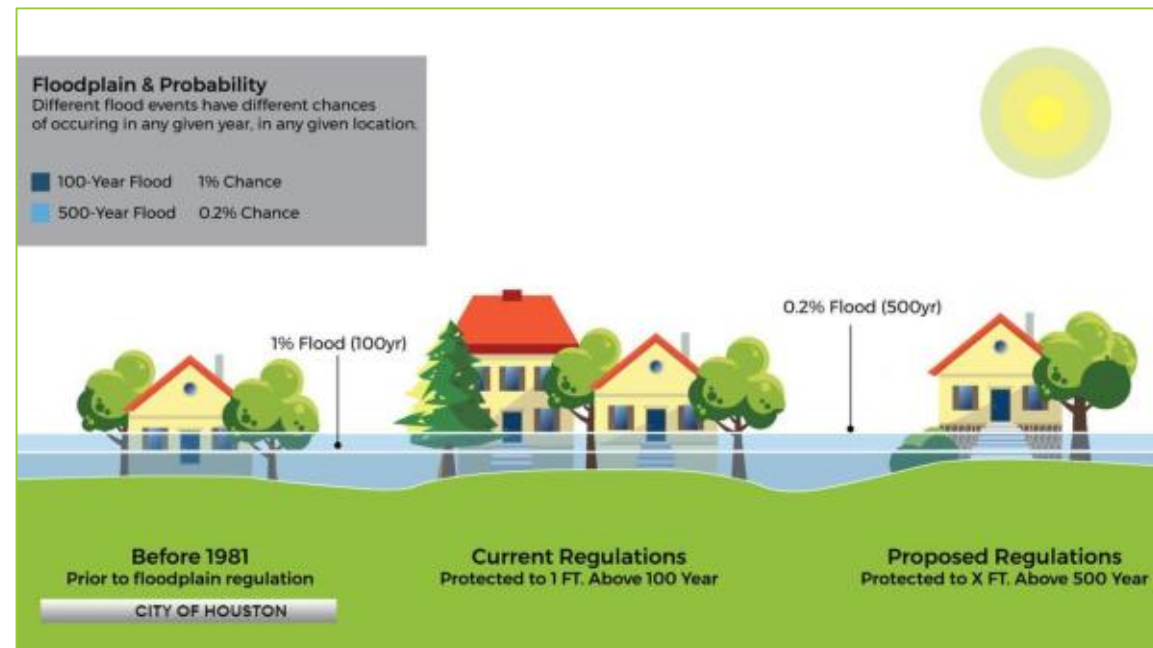 Floodplain & Probability
Different flood events have different chances
of occuring in any given year, in any given location.
100-Year Flood 1% Chance
500-Year Flood 0.2% Chance
1% Flood (100yr)
0.2% Flood (500yr)
Before 1981
Prior to floodplain regulation
CITY OF HOUSTON
Current Regulations
Protected to 1 FT. Above 100 Year
Proposed Regulations
Protected to X FT. Above 500 Year